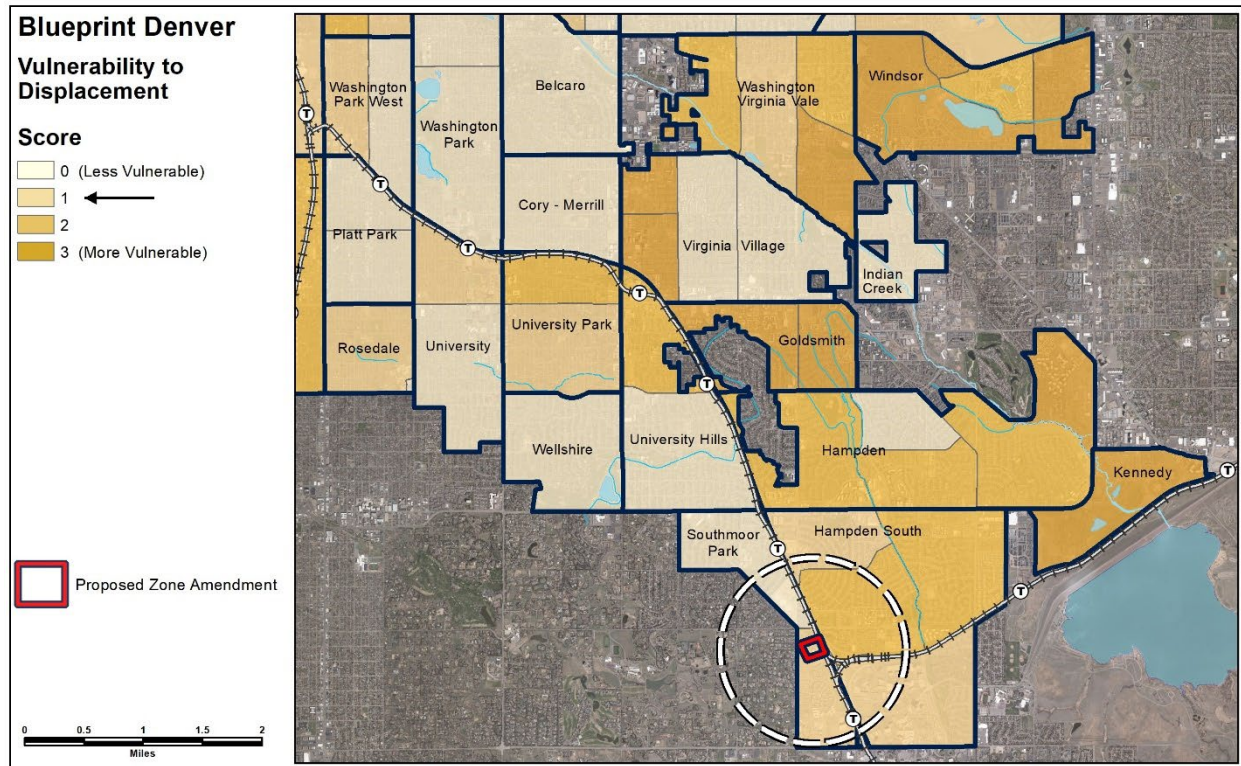 Blueprint Denver
Vulnerability to
Displacement
Score
0 (Less Vulnerable)
1
2
3 (More Vulnerable)
Proposed Zone Amendment
0 0.5 1 1.5 2
Miles
Washington
Park West
Belcaro
Washington
Virginia Vale
Windsor
Washington
Park
T
T
Cory - Merrill
Platt Park
Virginia Village
T
Indian
Creek
T
University Park
Rosedale
University
Goldsmith
T
Wellshire
University Hills
Hampden
Kennedy
T
Southmoor
Park
Hampden South
T
T
T